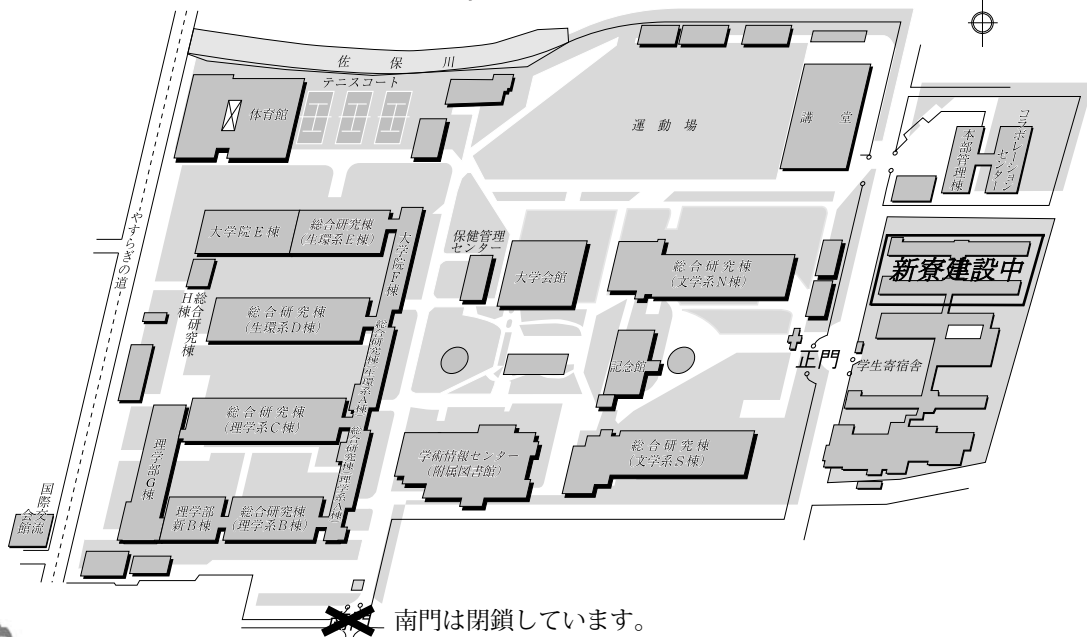 佐保川
テニスコート
体育館
運動場
講堂
コラボレーション
センター
本部管理棟
やすらぎの道
大学院E棟
総合研究棟
(生環系E棟)
大学院F棟
保健管理
センター
大学会館
総合研究棟
(文学系N棟)
新寮建設中
総合研究棟
H棟
総合研究棟
(生環系D棟)
総合研究棟(生環系A棟)
記念館
正門
学生寄宿舎
総合研究棟
(理学系C棟)
総合研究棟(理学系A棟)
学術情報センター
(附属図書館)
総合研究棟
(文学系S棟)
理学部G棟
理学部
新B棟
総合研究棟
(理学系B棟)
国際交流
会館
南門は閉鎖しています。